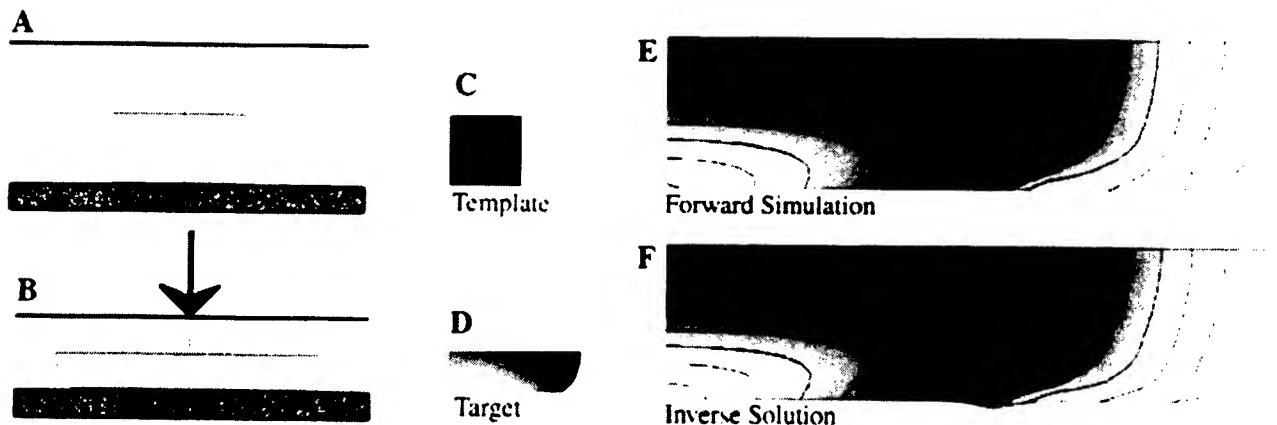 A
B
C
Template
D
Target
E
Forward Simulation
F
Inverse Solution